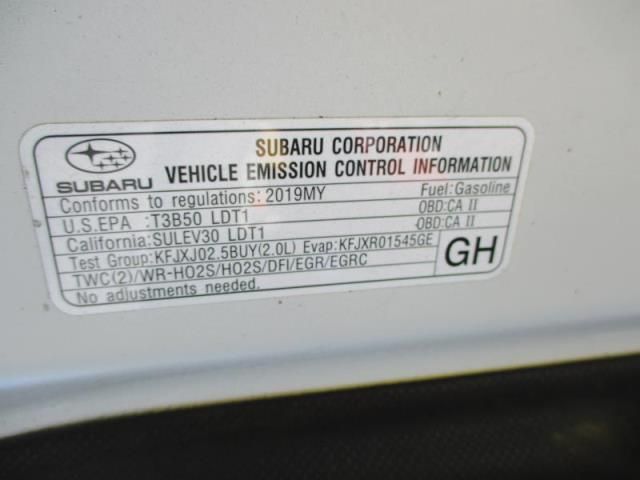 SUBARU
SUBARU CORPORATION
VEHICLE EMISSION CONTROL INFORMATION
Conforms to regulations: 2019MY Fuel:Gasoline
U.S.EPA :T3B50 LDT1 OBD:CA II
California:SULEV30 LDT1 OBD:CA II
Test Group:KFJXJ02.5BUY(2.0L) Evap:KFJXR01545GE
TWC(2)/WR-HO2S/HO2S/DFI/EGR/EGRC
No adjustments needed.
GH